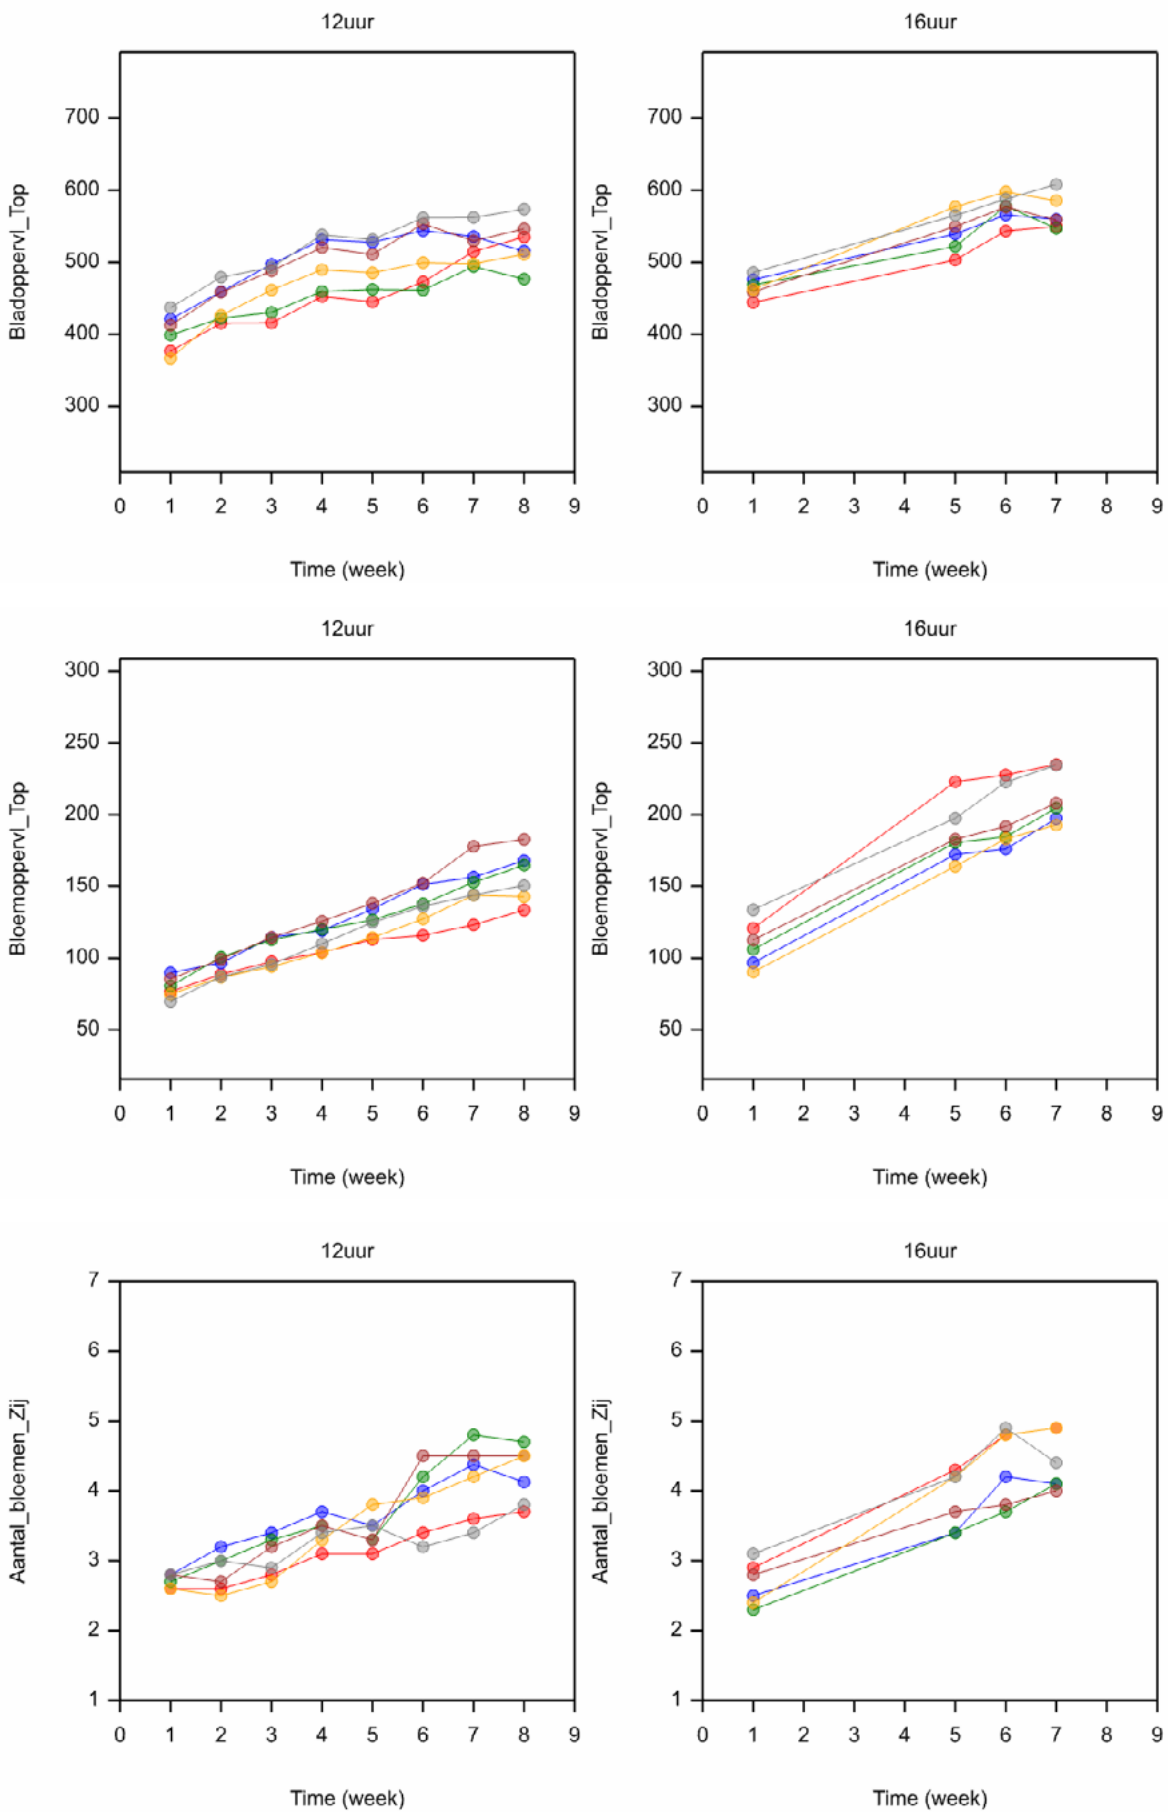 12uur
16uur
Bladoppervl_Top
700
600
500
400
300
0 1 2 3 4 5 6 7 8 9
Time (week)
Bladoppervl_Top
700
600
500
400
300
0 1 2 3 4 5 6 7 8 9
Time (week)
12uur
16uur
Bloemoppervl_Top
300
250
200
150
100
50
0 1 2 3 4 5 6 7 8 9
Time (week)
Bloemoppervl_Top
300
250
200
150
100
50
0 1 2 3 3 4 5 6 7 8 9
Time (week)
12uur
16uur
Aantal_bloemen_Zij
7
6
5
4
3
2
1
0 1 2 3 4 5 6 7 8 9
Time (week)
Aantal_bloemen_Zij
7
6
5
4
3
2
1
0 1 2 3 4 5 6 7 8 9
Time (week)